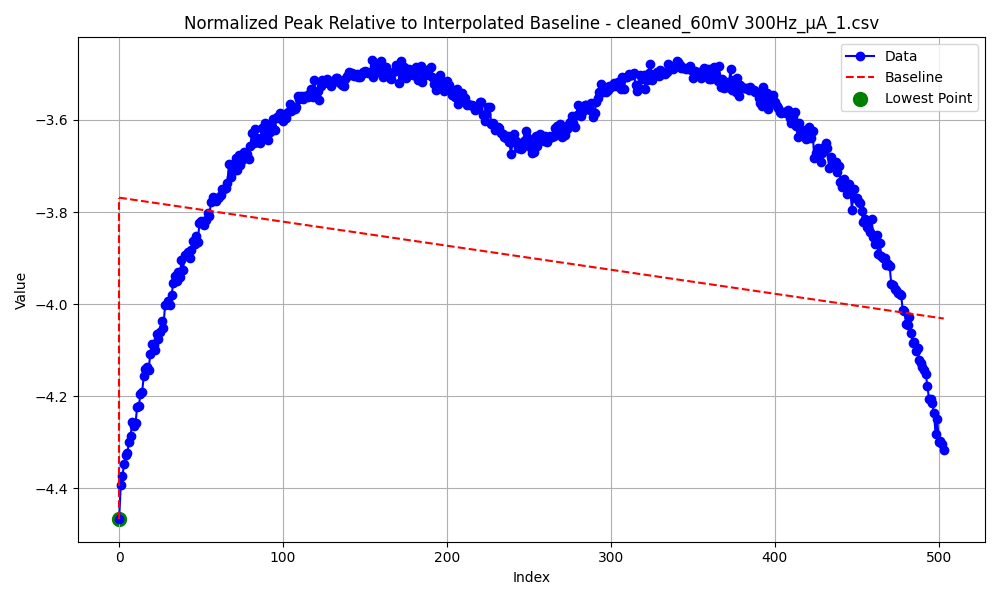 Normalized Peak Relative to Interpolated Baseline - cleaned_60mV 300Hz_μA_1.csv
Data
Baseline
Lowest Point
Value
−3.6
−3.8
−4.0
−4.2
−4.4
0 100 200 300 400 500
Index